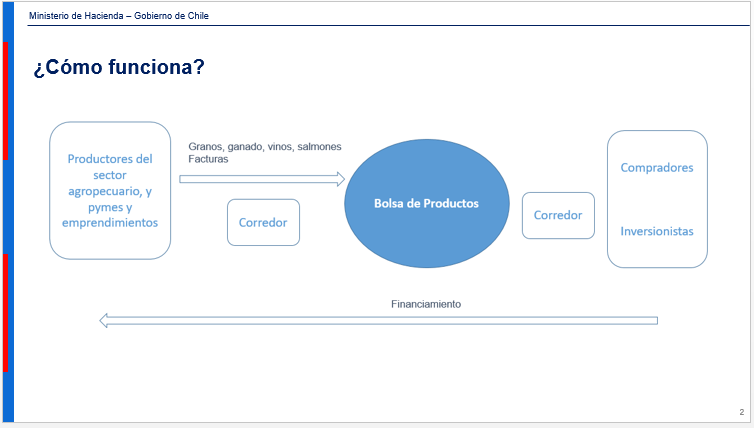 Ministerio de Hacienda – Gobierno de Chile
¿Cómo funciona?
Productores del
sector
agropecuario, y
pymes y
emprendimientos
Granos, ganado, vinos, salmones
Facturas
Corredor
Bolsa de Productos
Corredor
Compradores
Inversionistas
Financiamiento
2